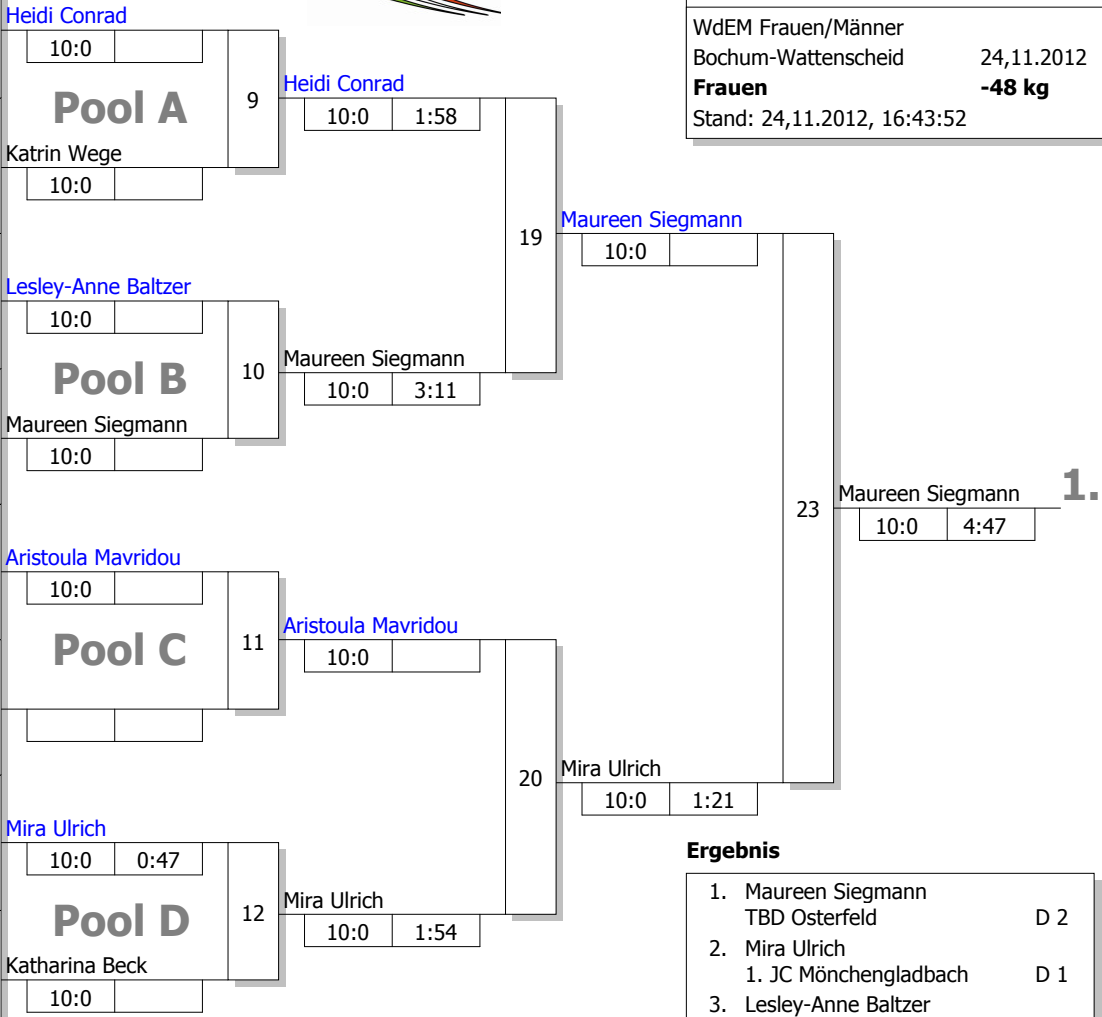 Heidi Conrad
10:0
Pool A
9
Katrin Wege
10:0
Lesley-Anne Baltzer
10:0
Pool B
10
Maureen Siegmann
10:0
Aristoula Mavridou
10:0
Pool C
11
Mira Ulrich
10:0 0:47
Pool D
12
Katharina Beck
10:0
Heidi Conrad
10:0 1:58
19
Maureen Siegmann
10:0 3:11
Aristoula Mavridou
10:0
20
Mira Ulrich
10:0 1:54
Maureen Siegmann
10:0
23
Mira Ulrich
10:0 1:21
Maureen Siegmann 1.
10:0 4:47
WdEM Frauen/Männer
Bochum-Wattenscheid 24,11.2012
Frauen -48 kg
Stand: 24,11.2012, 16:43:52
Ergebnis
1. Maureen Siegmann
TBD Osterfeld D 2
2. Mira Ulrich
1. JC Mönchengladbach D 1
3. Lesley-Anne Baltzer